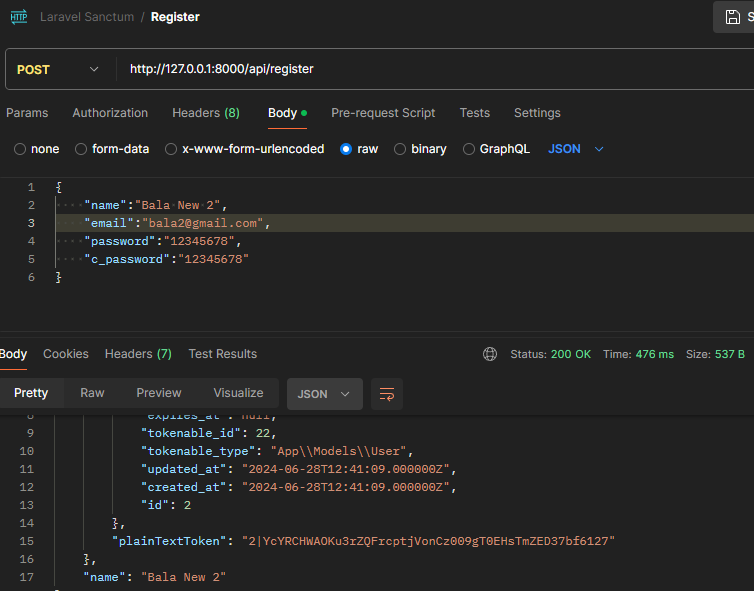 HTTP Laravel Sanctum / Register
S
POST http://127.0.0.1:8000/api/register
Params Authorization Headers (8) Body Pre-request Script Tests Settings
none form-data x-www-form-urlencoded raw binary GraphQL JSON
1 {
2 "name":"Bala New 2",
3 "email":"bala2@gmail.com",
4 "password":"12345678",
5 "c_password":"12345678"
6 }
Body Cookies Headers (7) Test Results Status: 200 OK Time: 476 ms Size: 537 B
Pretty Raw Preview Visualize JSON
8 "expires_at": null,
9 "tokenable_id": 22,
10 "tokenable_type": "App\\Models\\User",
11 "updated_at": "2024-06-28T12:41:09.000000Z",
12 "created_at": "2024-06-28T12:41:09.000000Z",
13 "id": 2
14 },
15 "plainTextToken": "2|YcYRCHWAOKu3rZQFrcptjVonCz009gT0EHsTmZED37bf6127"
16 },
17 "name": "Bala New 2"